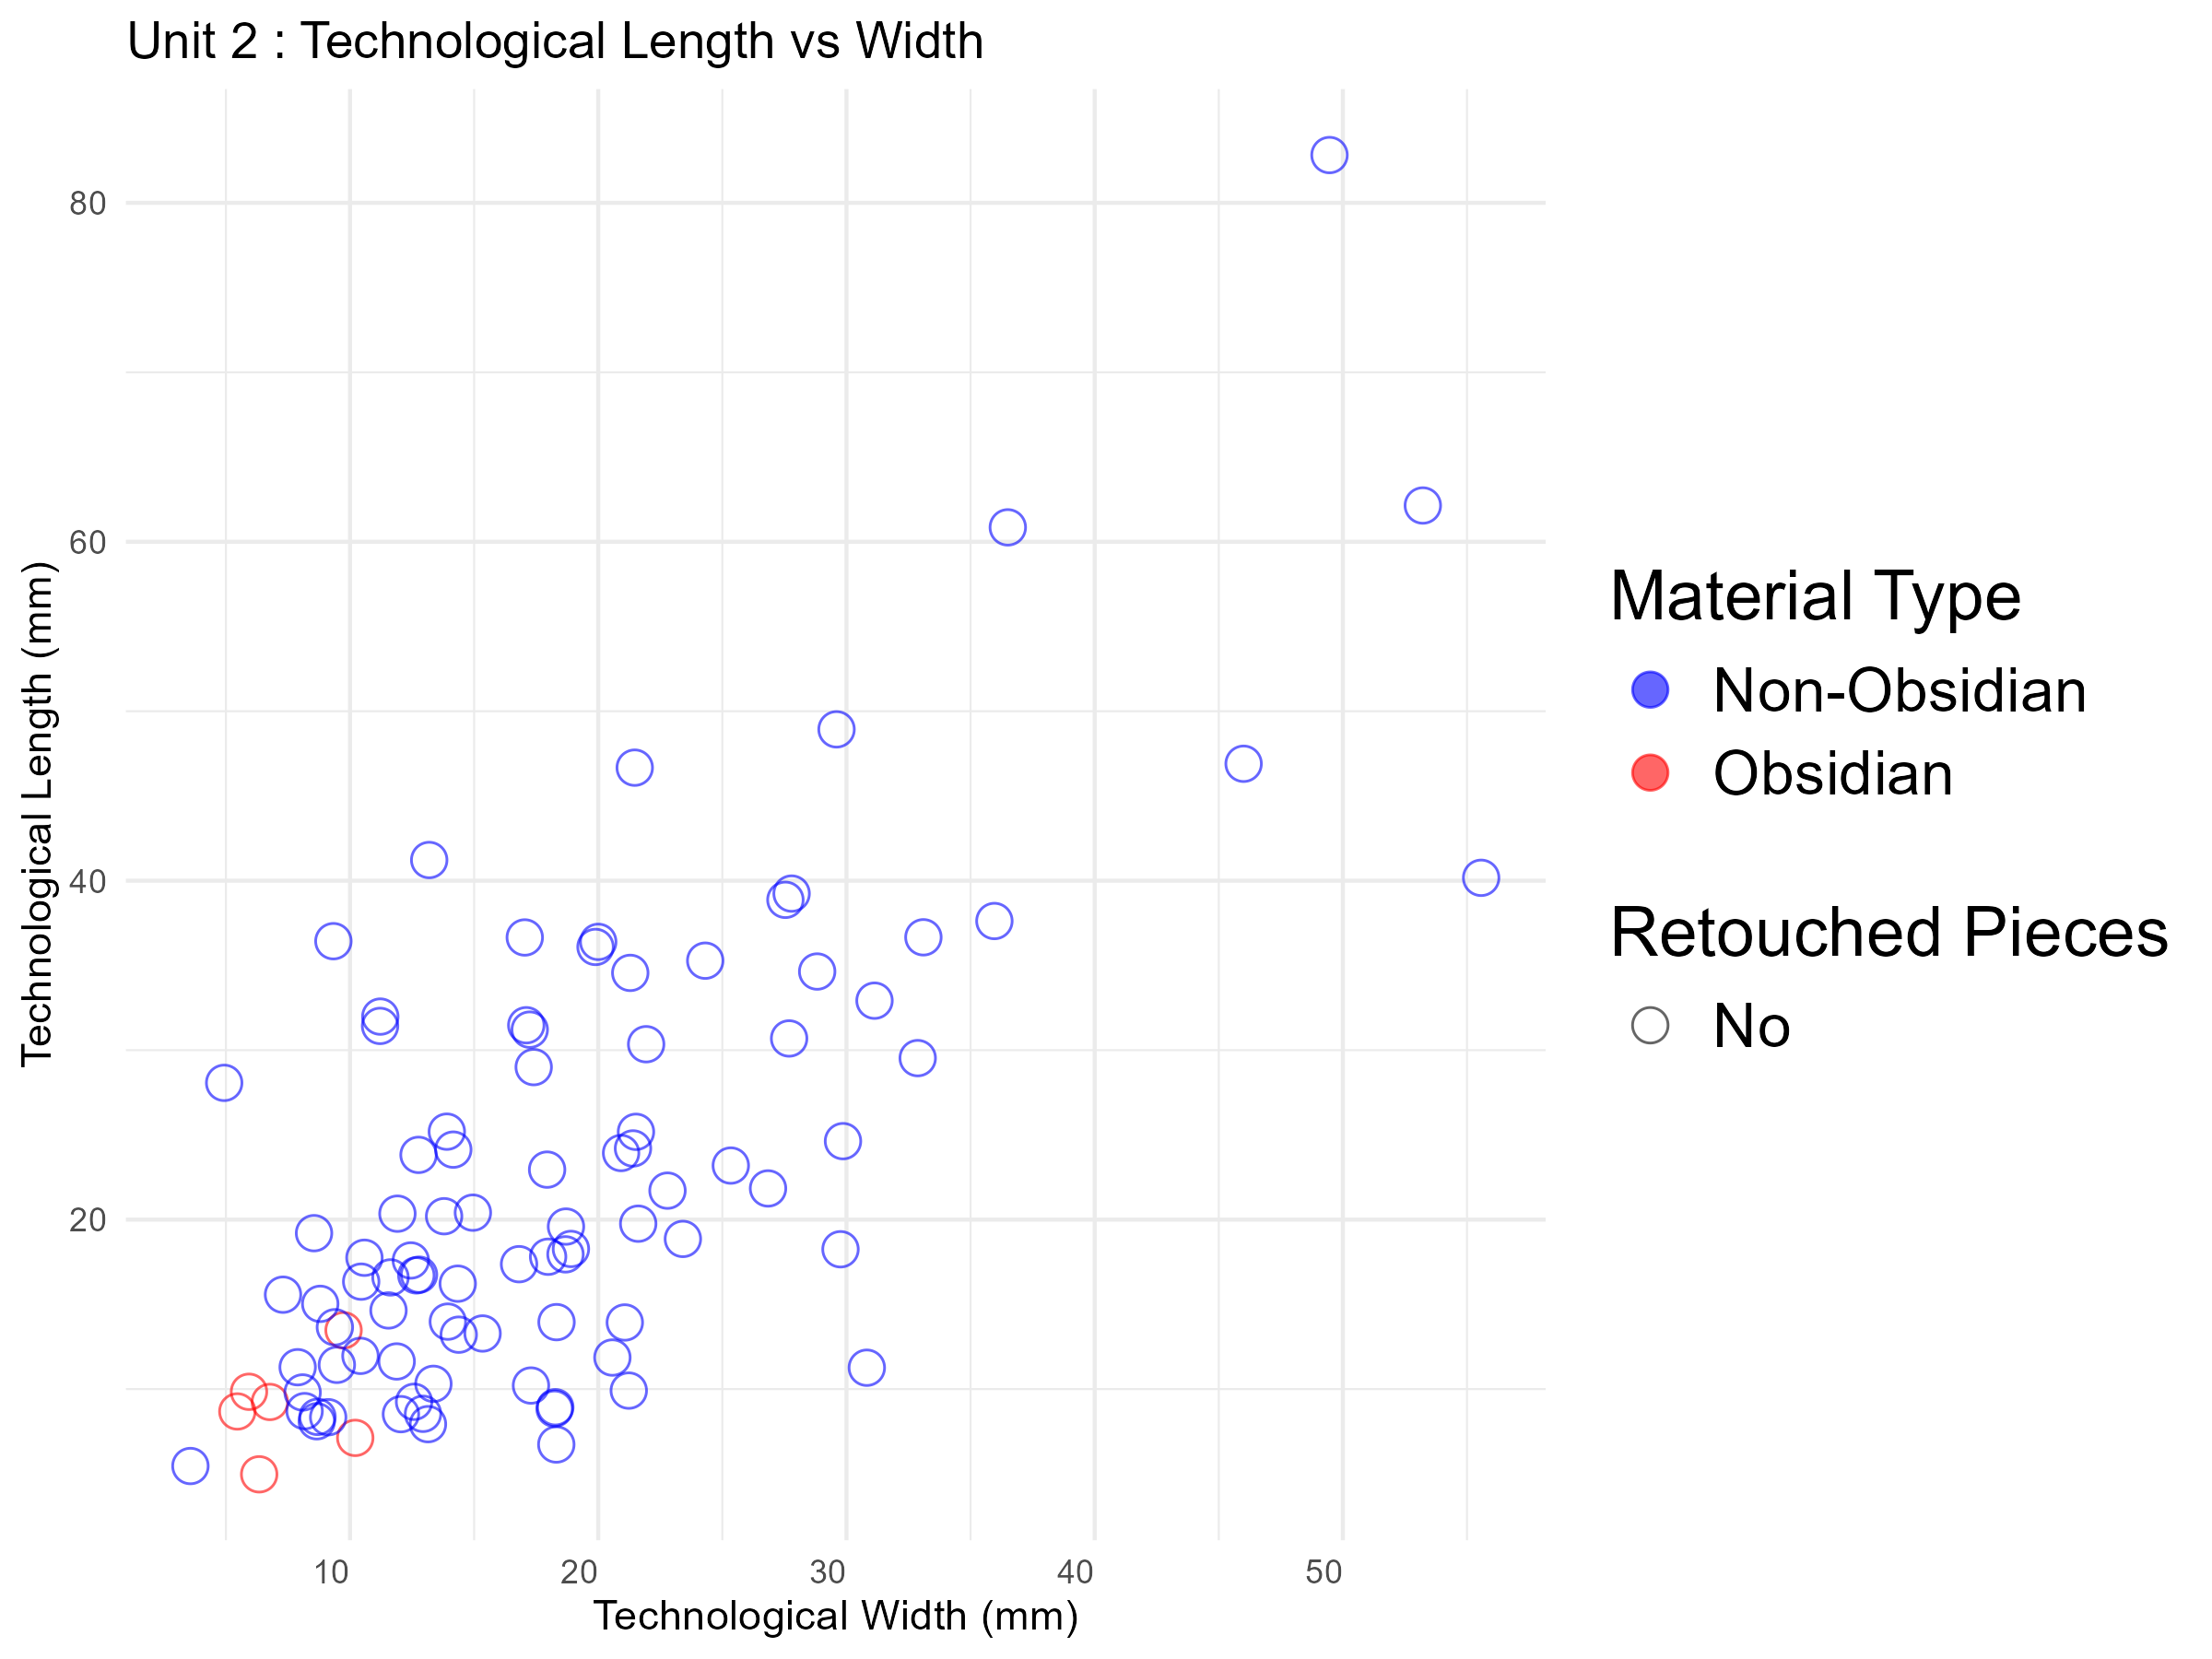 Unit 2 : Technological Length vs Width
80
60
40
20
Technological Length (mm)
10 20 30 40 50
Technological Width (mm)
Material Type
Non-Obsidian
Obsidian
Retouched Pieces
No